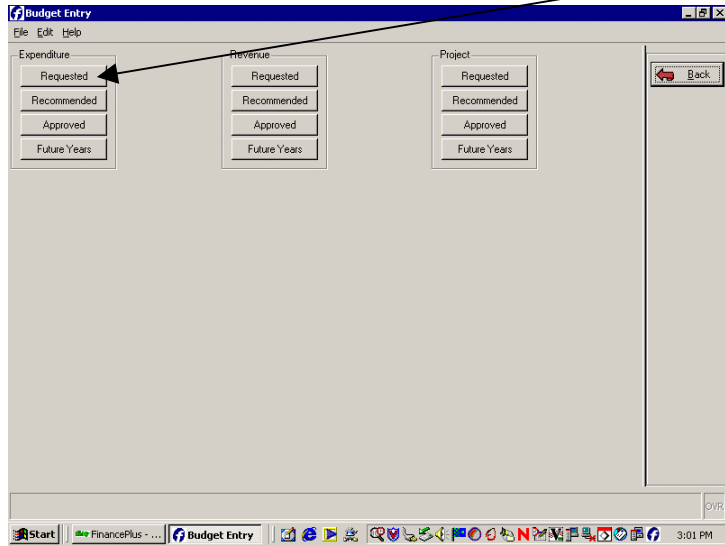 Budget Entry
File Edit Help
Expenditure Revenue Project
Requested Requested Requested Back
Recommended Recommended Recommended
Approved Approved Approved
Future Years Future Years Future Years
OVR
Start FinancePlus - ... Budget Entry 3:01 PM